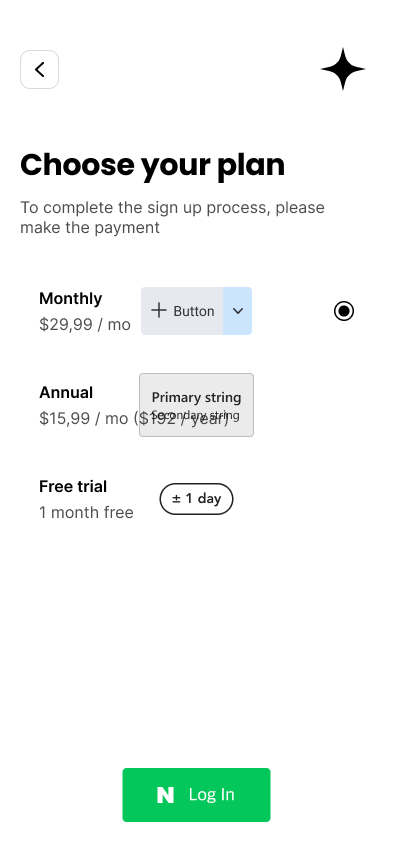 Choose your plan
To complete the sign up process, please
make the payment
Monthly
$29,99 / mo
Button
Annual
$15,99 / mo ($192 / year)
Primary string
Secondary string
Free trial
1 month free
± 1 day
N Log In